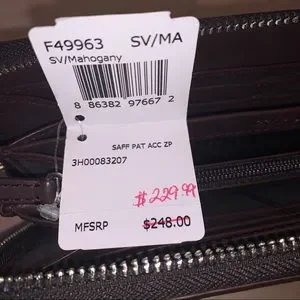 F49963 SV/MA
SV/Mahogany
8 86382 97667 2
SAFF PAT ACC ZP
3H00083207
$229.99
MFSRP $248.00